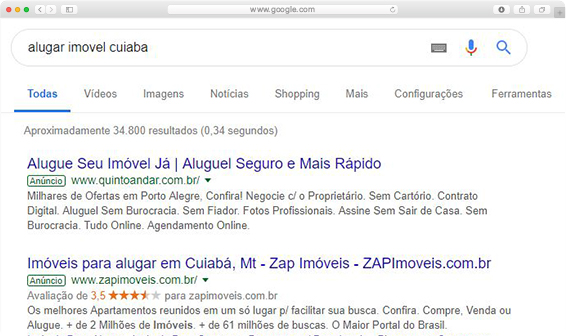 www.google.com
alugar imovel cuiaba
Todas Vídeos Imagens Notícias Shopping Mais Configurações Ferramentas
Aproximadamente 34.800 resultados (0,34 segundos)
Alugue Seu Imóvel Já | Aluguel Seguro e Mais Rápido
Anúncio www.quintoandar.com.br/
Milhares de Ofertas em Porto Alegre, Confira! Negocie c/ o Proprietário. Sem Cartório. Contrato
Digital. Aluguel Sem Burocracia. Sem Fiador. Fotos Profissionais. Assine Sem Sair de Casa. Sem
Burocracia. Tudo Online. Agendamento Online.
Imóveis para alugar em Cuiabá, Mt - Zap Imóveis - ZAPImoveis.com.br
Anúncio www.zapimoveis.com.br/
Avaliação de 3,5 para zapimoveis.com.br
Os melhores Apartamentos reunidos em um só lugar p/ facilitar sua busca. Confira. Compre, Venda ou
Alugue. + de 2 Milhões de Imóveis. + de 61 milhões de buscas. O Maior Portal do Brasil.